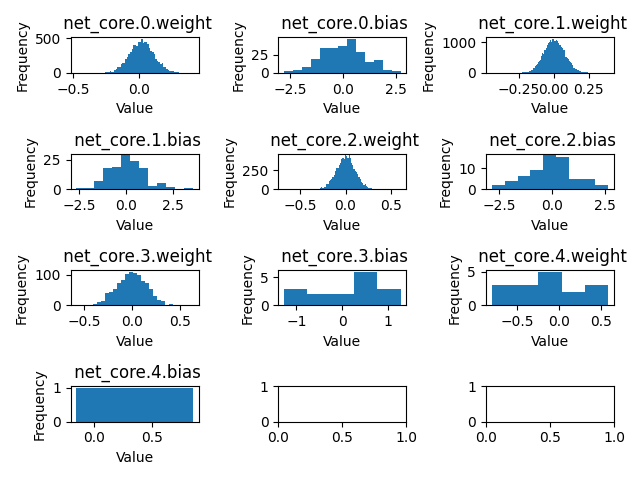 net_core.0.weight
Frequency
500
0
−0.5
0.0
Value
net_core.0.bias
Frequency
25
0
−2.5
0.0
2.5
Value
net_core.1.weight
Frequency
1000
0
−0.25
0.00
0.25
Value
net_core.1.bias
Frequency
25
0
−2.5
0.0
2.5
Value
net_core.2.weight
Frequency
250
0
−0.5
0.0
0.5
Value
net_core.2.bias
Frequency
10
0
−2.5
0.0
2.5
Value
net_core.3.weight
Frequency
100
0
−0.5
0.0
0.5
Value
net_core.3.bias
Frequency
5
0
−1
0
1
Value
net_core.4.weight
Frequency
5
0
−0.5
0.0
0.5
Value
net_core.4.bias
Frequency
1
0
0.0
0.5
Value
1
0
0.0
0.5
1.0
1
0
0.0
0.5
1.0